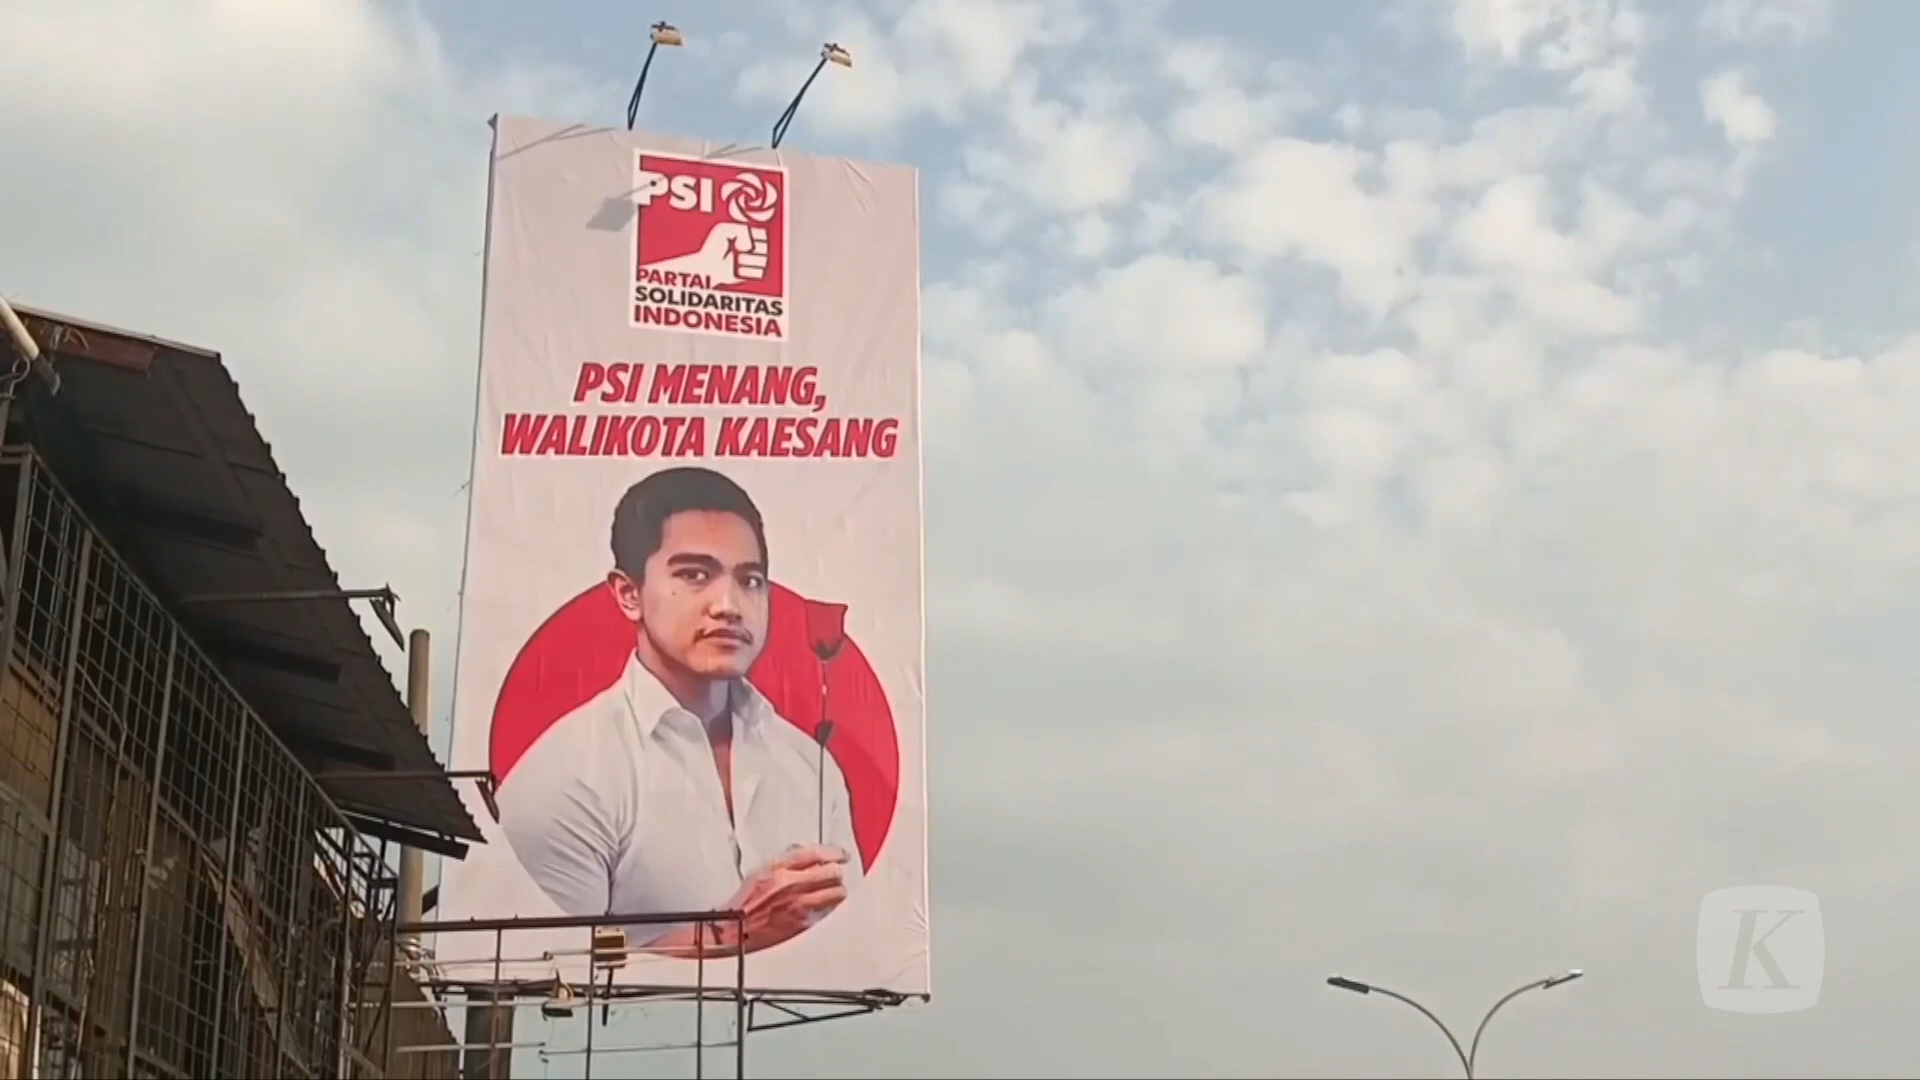 PSI
PARTAI
SOLIDARITAS
INDONESIA
PSI MENANG,
WALIKOTA KAESANG
K